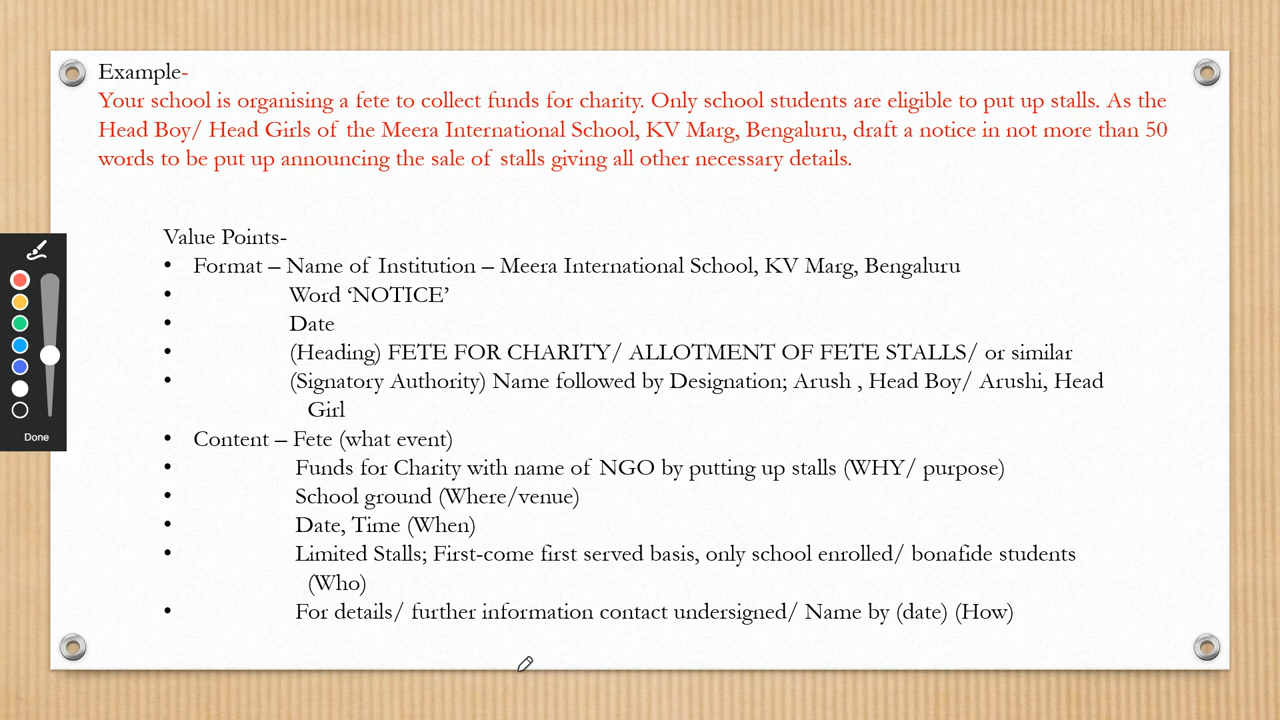 Example-
Your school is organising a fete to collect funds for charity. Only school students are eligible to put up stalls. As the
Head Boy/ Head Girls of the Meera International School, KV Marg, Bengaluru, draft a notice in not more than 50
words to be put up announcing the sale of stalls giving all other necessary details.
Value Points-
• Format – Name of Institution – Meera International School, KV Marg, Bengaluru
• Word ‘NOTICE’
• Date
• (Heading) FETE FOR CHARITY/ ALLOTMENT OF FETE STALLS/ or similar
• (Signatory Authority) Name followed by Designation; Arush , Head Boy/ Arushi, Head
Girl
• Content – Fete (what event)
• Funds for Charity with name of NGO by putting up stalls (WHY/ purpose)
• School ground (Where/venue)
• Date, Time (When)
• Limited Stalls; First-come first served basis, only school enrolled/ bonafide students
(Who)
• For details/ further information contact undersigned/ Name by (date) (How)
Done